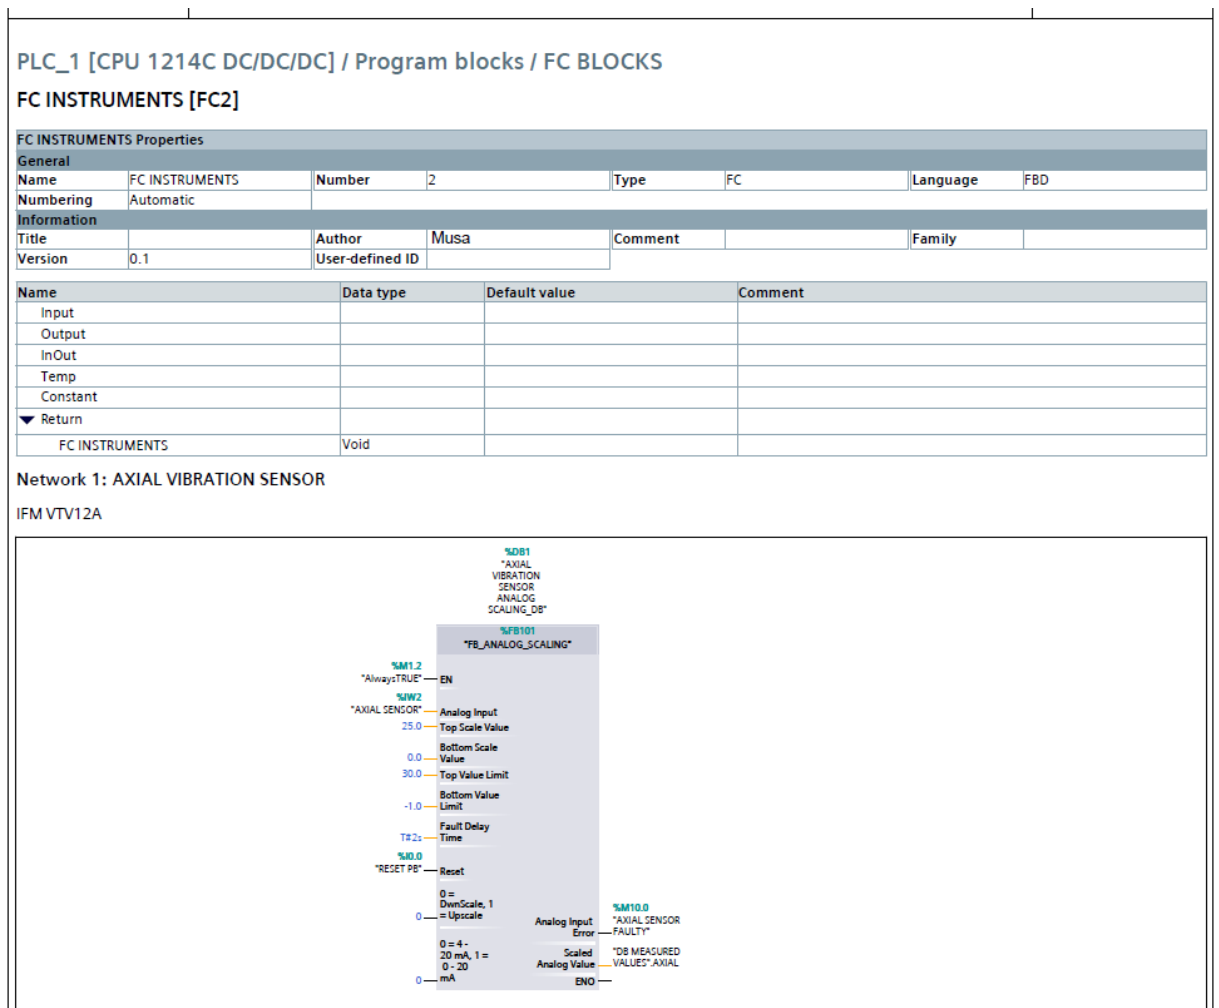 PLC_1 [CPU 1214C DC/DC/DC] / Program blocks / FC BLOCKS
FC INSTRUMENTS [FC2]
FC INSTRUMENTS Properties
General
Name FC INSTRUMENTS Number 2 Type FC Language FBD
Numbering Automatic
Information
Title Author Musa Comment Family
Version 0.1 User-defined ID
Name Data type Default value Comment
Input
Output
InOut
Temp
Constant
Return
FC INSTRUMENTS Void
Network 1: AXIAL VIBRATION SENSOR
IFM VTV12A
%DB1
"AXIAL
VIBRATION
SENSOR
ANALOG
SCALING_DB"
%FB101
"FB_ANALOG_SCALING"
%M1.2
"AlwaysTRUE" EN
%IW2
"AXIAL SENSOR" Analog Input
25.0 Top Scale Value
Bottom Scale
0.0 Value
30.0 Top Value Limit
Bottom Value
-1.0 Limit
Fault Delay
T#2s Time
%I0.0
"RESET PB" Reset
0 =
DwnScale, 1
0 = Upscale
%M10.0
Analog Input "AXIAL SENSOR
Error FAULTY"
0 = 4 -
20 mA, 1 =
0 - 20
0 mA
Scaled "DB MEASURED
Analog Value VALUES".AXIAL
ENO